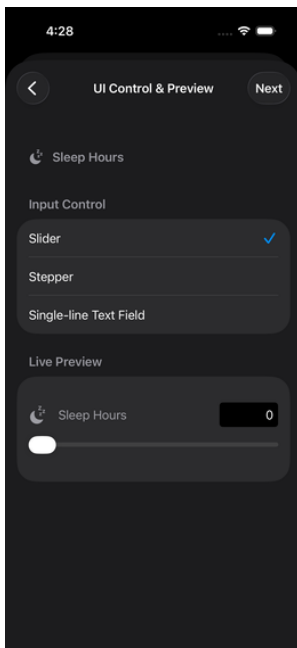 4:28
UI Control & Preview
Next
Sleep Hours
Input Control
Slider
Stepper
Single-line Text Field
Live Preview
Sleep Hours
0